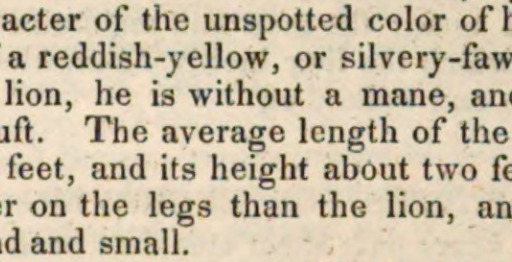 acter of the unspotted color of h
a reddish-yellow, or silvery-faw
lion, he is without a mane, an
uft. The average length of the
feet, and its height about two fe
er on the legs than the lion, an
nd and small.